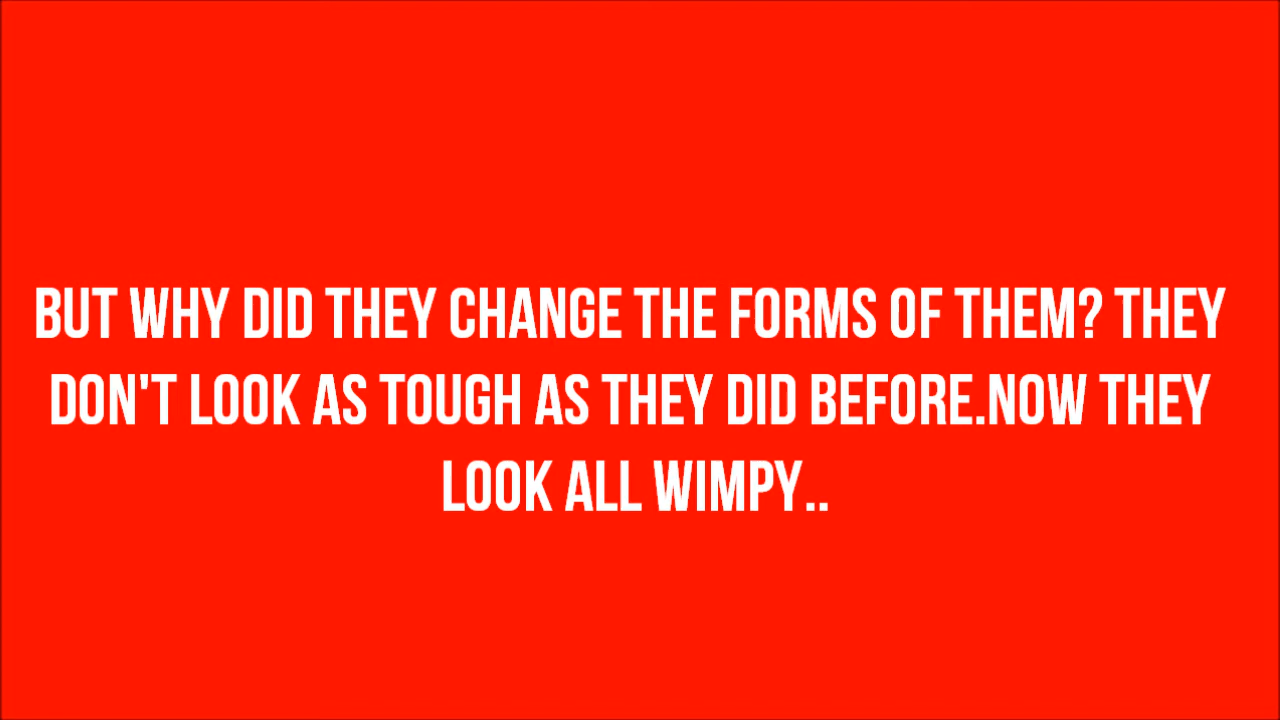 BUT WHY DID THEY CHANGE THE FORMS OF THEM? THEY
DON'T LOOK AS TOUGH AS THEY DID BEFORE.NOW THEY
LOOK ALL WIMPY..